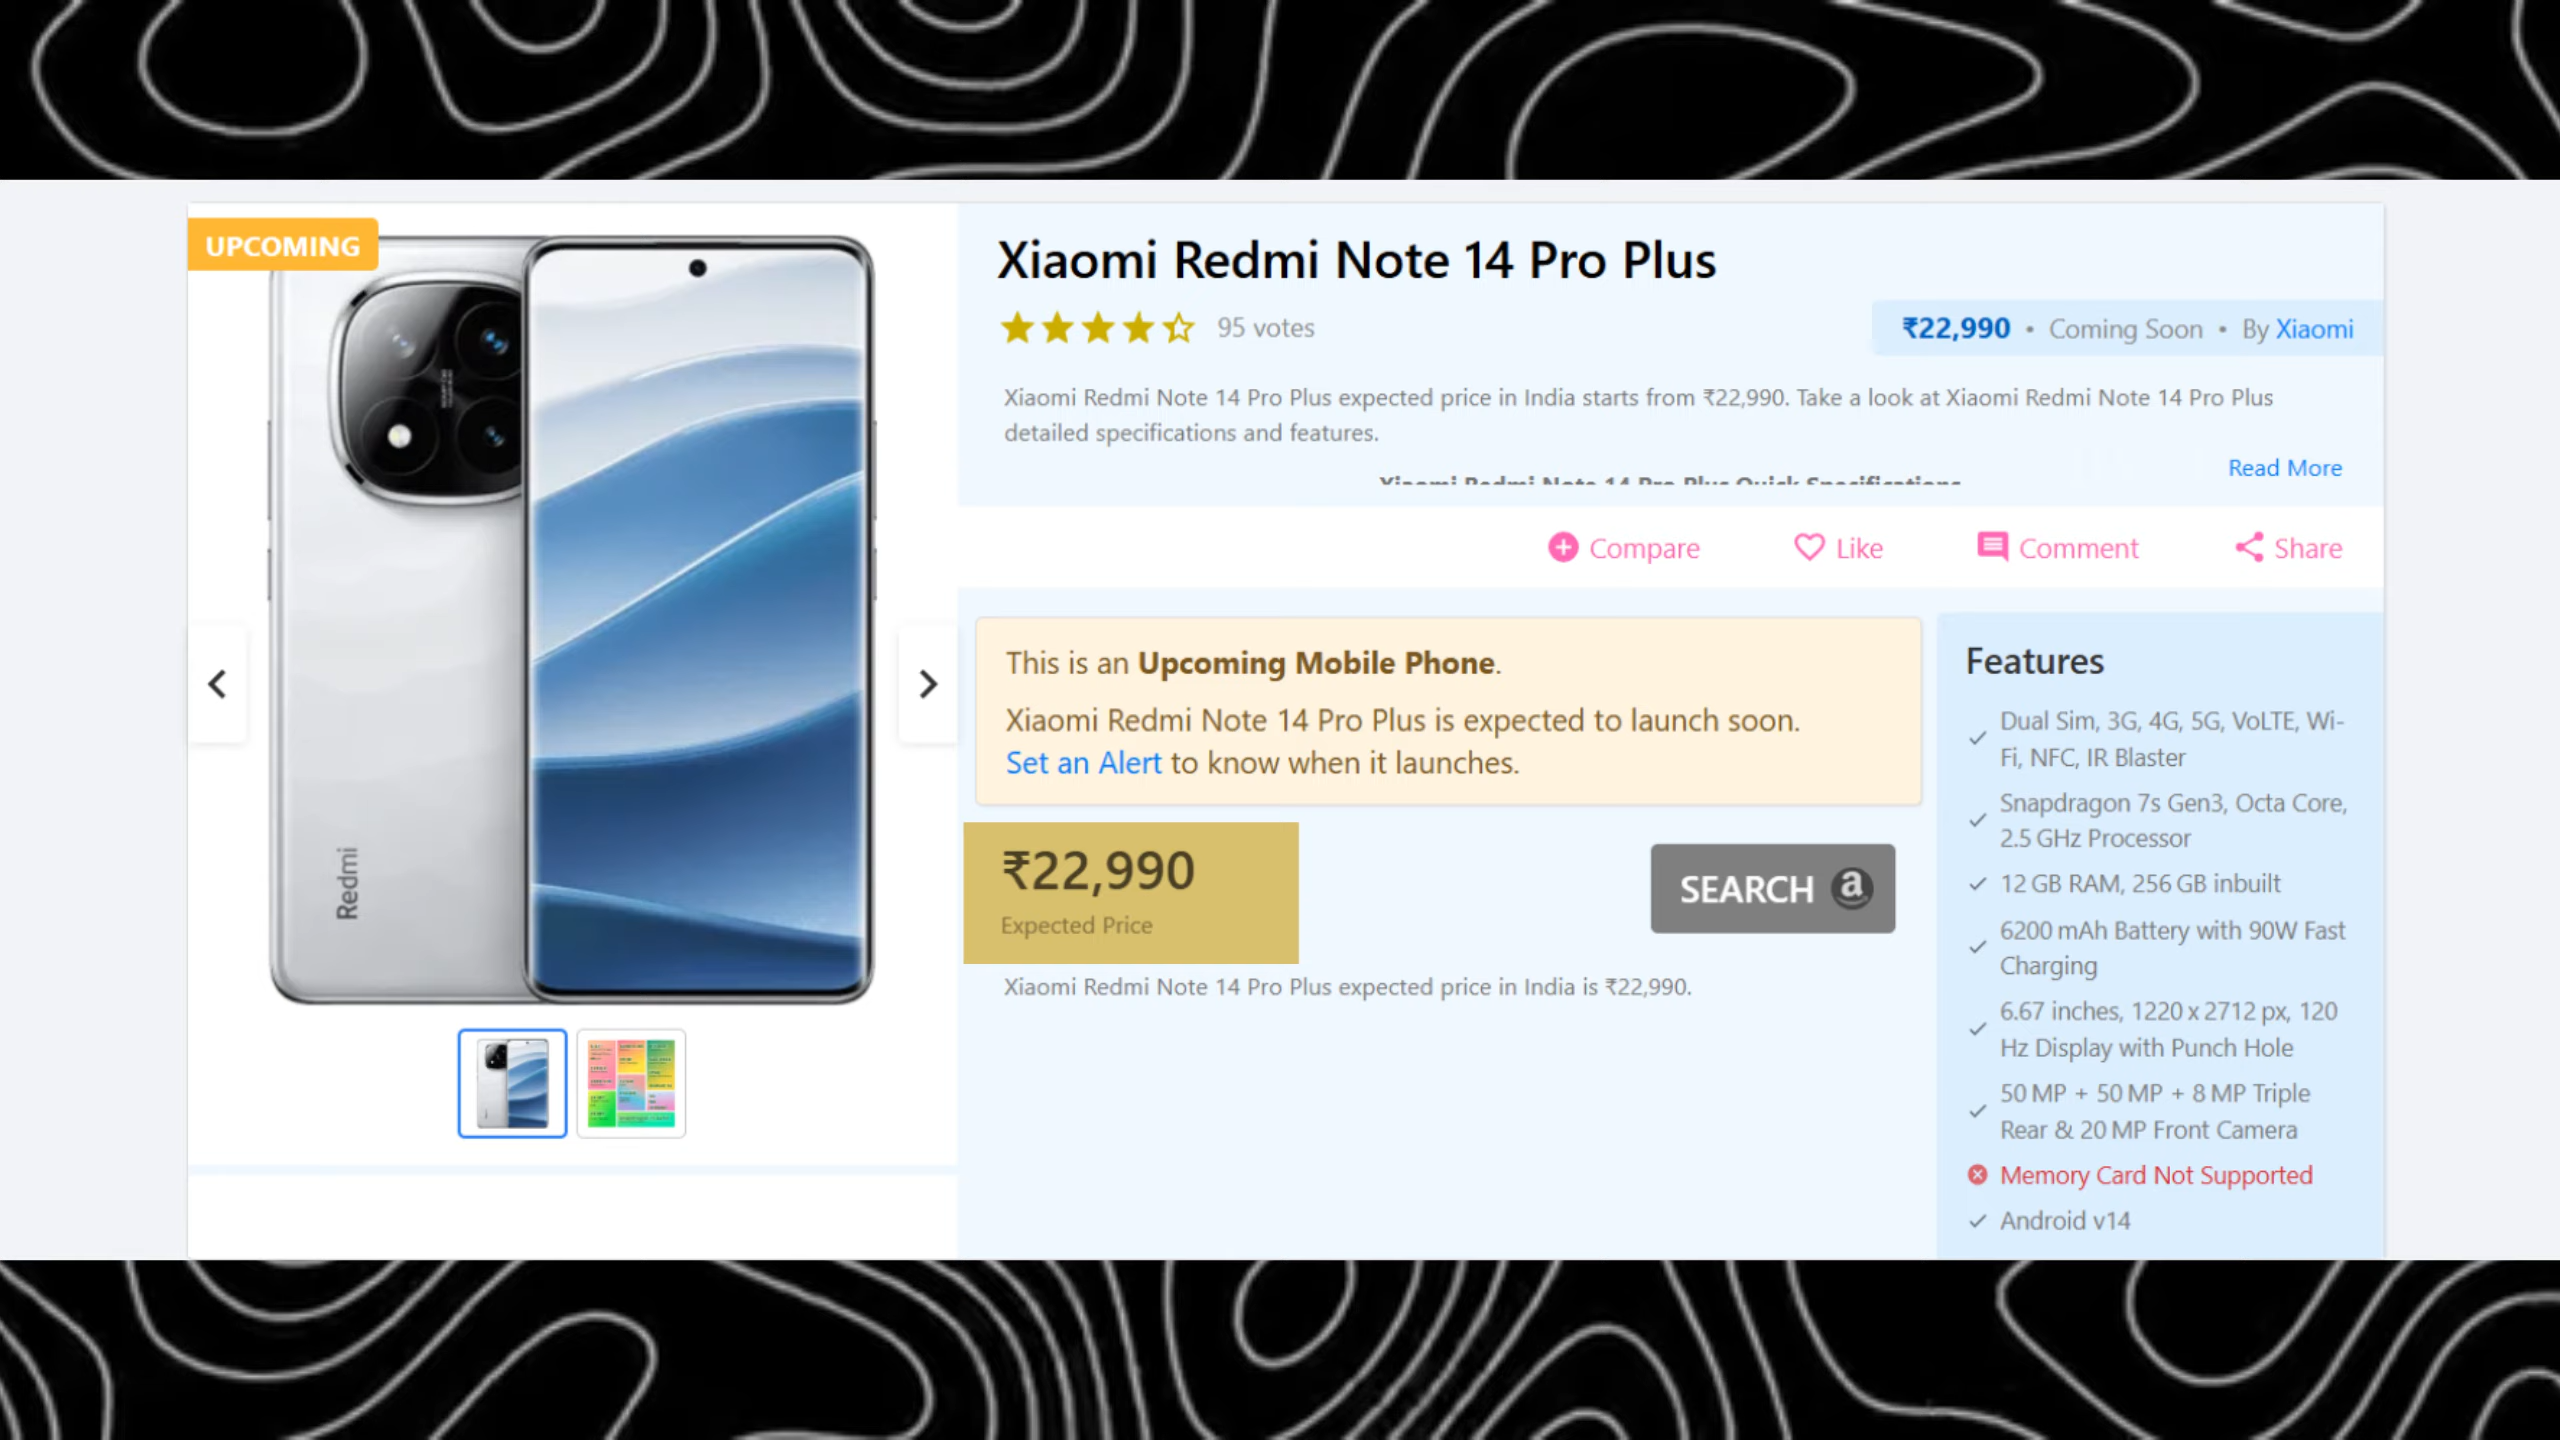 UPCOMING
Redmi
Xiaomi Redmi Note 14 Pro Plus
95 votes
₹22,990 • Coming Soon • By Xiaomi
Xiaomi Redmi Note 14 Pro Plus expected price in India starts from ₹22,990. Take a look at Xiaomi Redmi Note 14 Pro Plus
detailed specifications and features.
Xiaomi Redmi Note 14 Pro Plus Quick Specifications
Read More
Compare
Like
Comment
Share
This is an Upcoming Mobile Phone.
Xiaomi Redmi Note 14 Pro Plus is expected to launch soon.
Set an Alert to know when it launches.
₹22,990
Expected Price
SEARCH a
Xiaomi Redmi Note 14 Pro Plus expected price in India is ₹22,990.
Features
Dual Sim, 3G, 4G, 5G, VoLTE, Wi-
Fi, NFC, IR Blaster
Snapdragon 7s Gen3, Octa Core,
2.5 GHz Processor
12 GB RAM, 256 GB inbuilt
6200 mAh Battery with 90W Fast
Charging
6.67 inches, 1220 x 2712 px, 120
Hz Display with Punch Hole
50 MP + 50 MP + 8 MP Triple
Rear & 20 MP Front Camera
Memory Card Not Supported
Android v14